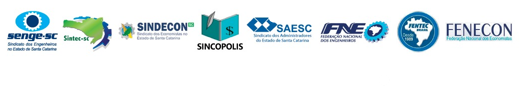 senge-sc
Sindicato dos Engenheiros
no Estado de Santa Catarina
Sintec-SC
SINDECON SC
Sindicato dos Economistas no
Estado de Santa Catarina
$
SINCOPOLIS
SAESC
Sindicato dos Administradores
do Estado de Santa Catarina
FNE
FEDERAÇÃO NACIONAL
DOS ENGENHEIROS
FENTEC
BRASIL
FENECON
Federação Nacional dos Economistas